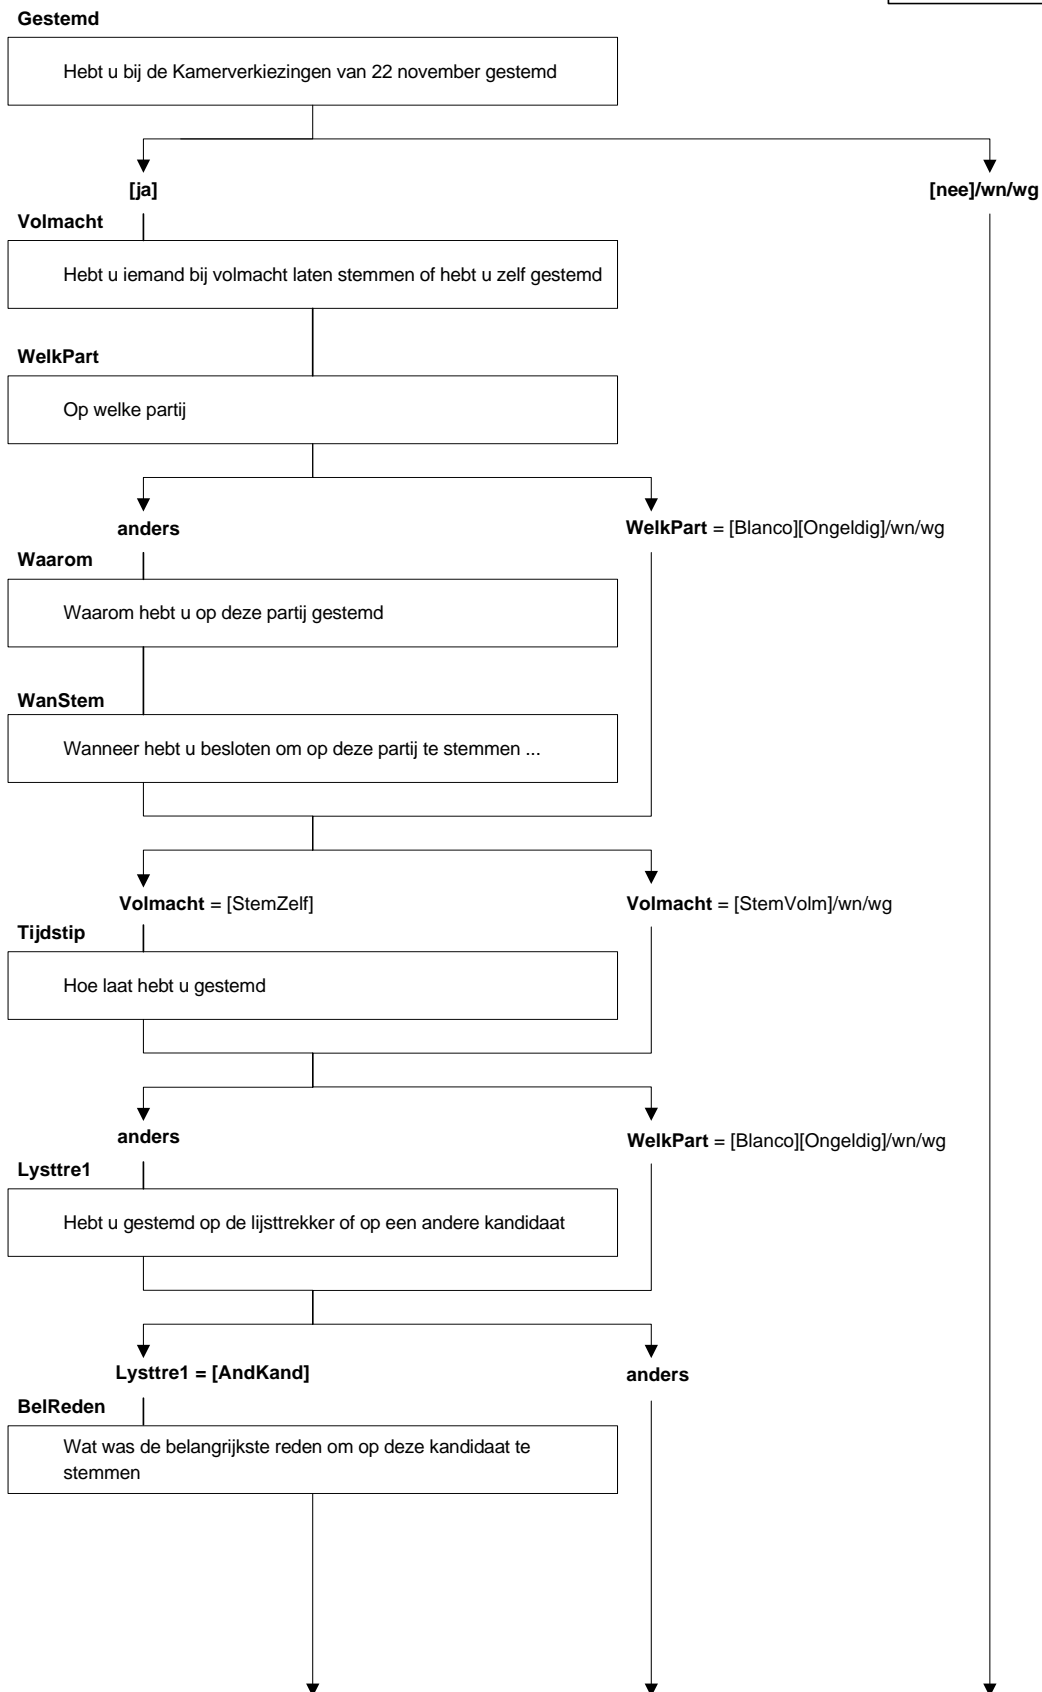 Gestemd
Hebt u bij de Kamerverkiezingen van 22 november gestemd
[ja]
[nee]/wn/wg
Volmacht
Hebt u iemand bij volmacht laten stemmen of hebt u zelf gestemd
WelkPart
Op welke partij
anders
WelkPart = [Blanco][Ongeldig]/wn/wg
Waarom
Waarom hebt u op deze partij gestemd
WanStem
Wanneer hebt u besloten om op deze partij te stemmen ...
Volmacht = [StemZelf]
Volmacht = [StemVolm]/wn/wg
Tijdstip
Hoe laat hebt u gestemd
anders
WelkPart = [Blanco][Ongeldig]/wn/wg
Lysttre1
Hebt u gestemd op de lijsttrekker of op een andere kandidaat
Lysttre1 = [AndKand]
anders
BelReden
Wat was de belangrijkste reden om op deze kandidaat te
stemmen